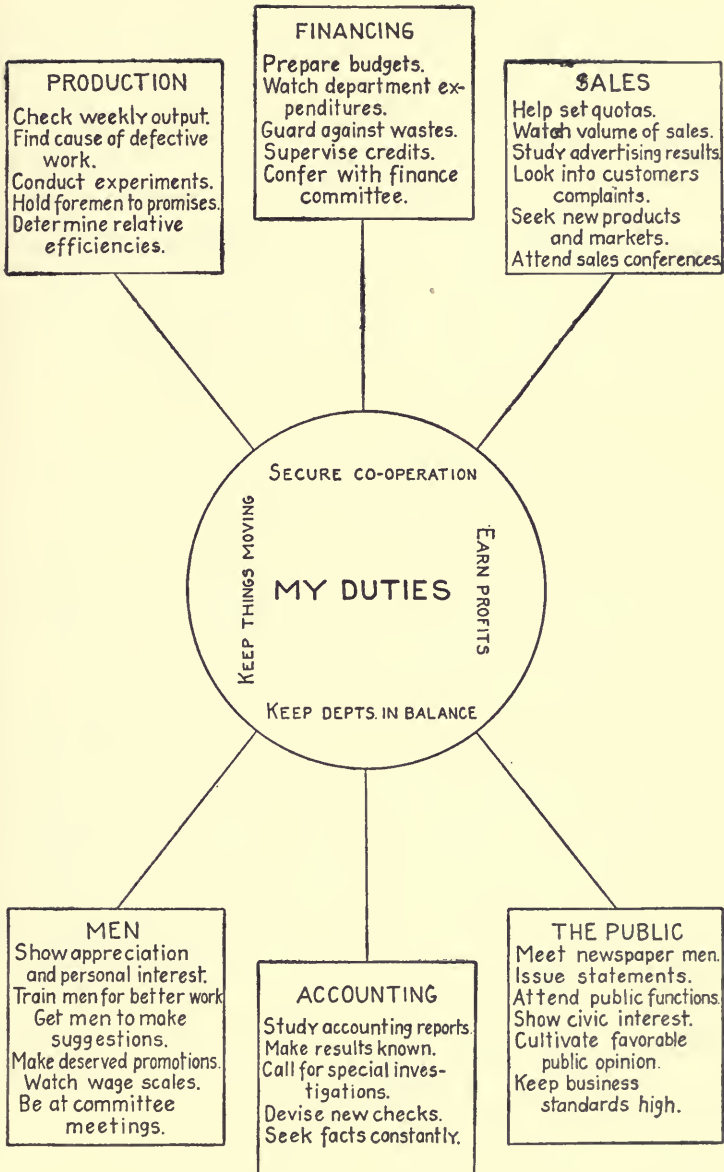 PRODUCTION
Check weekly output.
Find cause of defective
work.
Conduct experiments.
Hold foremen to promises.
Determine relative
efficiencies.
FINANCING
Prepare budgets.
Watch department ex-
penditures.
Guard against wastes.
Supervise credits.
Confer with finance
committee.
SALES
Help set quotas.
Watch volume of sales.
Study advertising results.
Look into customers
complaints.
Seek new products
and markets.
Attend sales conferences.
SECURE CO-OPERATION
KEEP THINGS MOVING
MY DUTIES
EARN PROFITS
KEEP DEPTS. IN BALANCE
MEN
Show appreciation
and personal interest.
Train men for better work
Get men to make
suggestions.
Make deserved promotions.
Watch wage scales.
Be at committee
meetings.
ACCOUNTING
Study accounting reports.
Make results known.
Call for special inves-
tigations.
Devise new checks.
Seek facts constantly.
THE PUBLIC
Meet newspaper men.
Issue statements.
Attend public functions.
Show civic interest.
Cultivate favorable
public opinion.
Keep business
standards high.